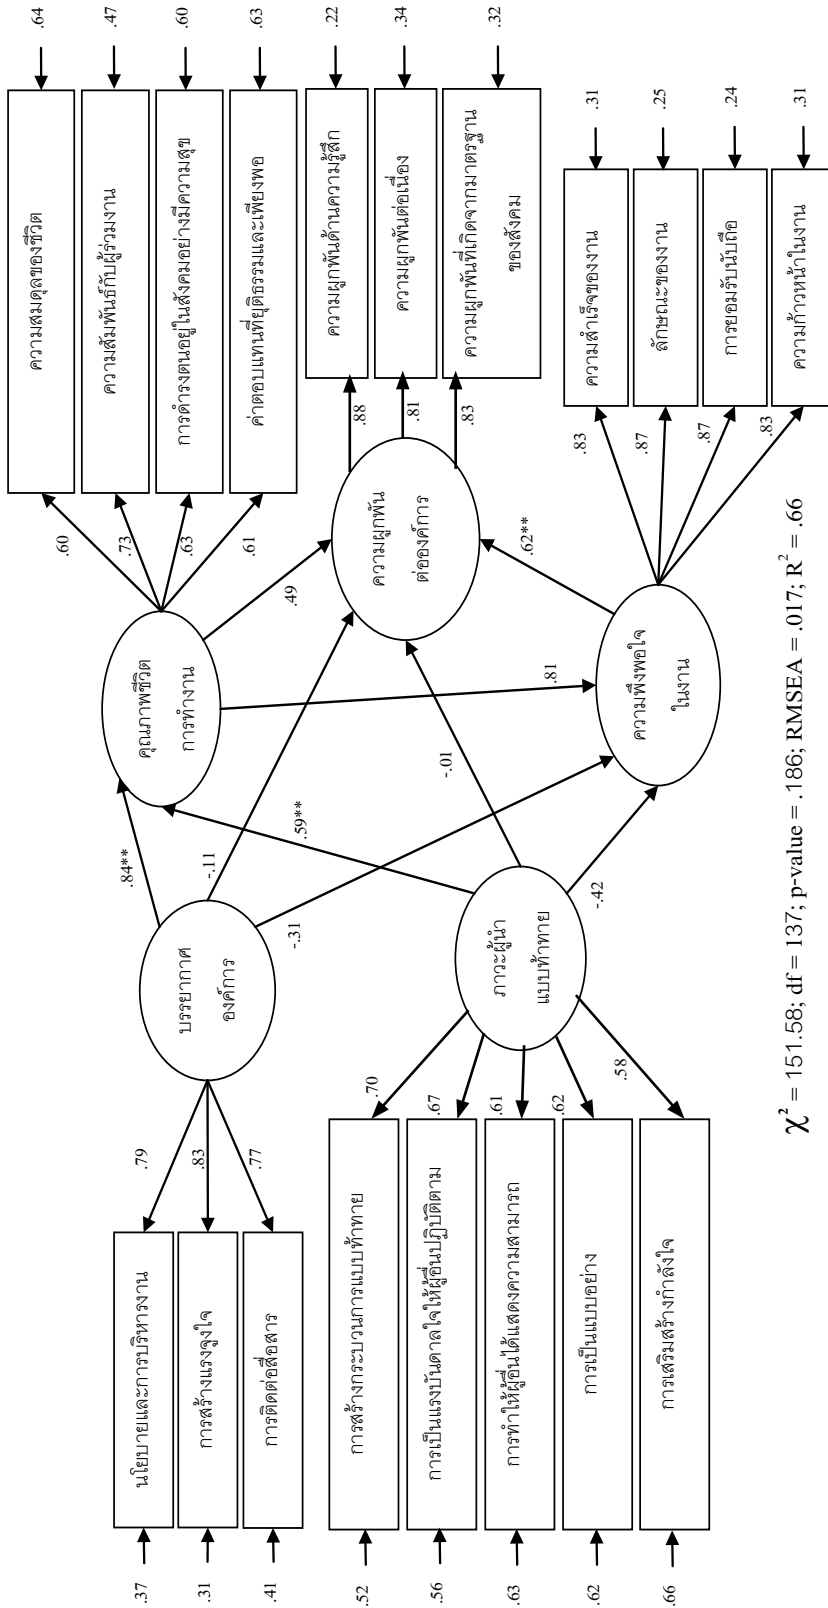 .37
.31
.41
.52
.56
.63
.62
.66
นโยบายและการบริหารงาน
การสร้างแรงจูงใจ
การติดต่อสื่อสาร
การสร้างกระบวนการแบบท้าทาย
การเป็นแรงบันดาลใจให้ผู้อื่นปฏิบัติตาม
การทำให้ผู้อื่นได้แสดงความสามารถ
การเป็นแบบอย่าง
การเสริมสร้างกำลังใจ
.79
.83
.77
.70
.67
.61
.62
.58
บรรยากาศ
องค์การ
ภาวะผู้นำ
แบบท้าทาย
.84**
-.11
-.31
.59**
-.01
-.42
คุณภาพชีวิต
การทำงาน
.49
.81
ความพึงพอใจ
ในงาน
.62**
ความผูกพัน
ต่อองค์การ
.60
.73
.63
.61
.88
.81
.83
.83
.87
.87
.83
ความสมดุลของชีวิต
ความสัมพันธ์กับผู้ร่วมงาน
การดำรงตนอยู่ในสังคมอย่างมีความสุข
ค่าตอบแทนที่ยุติธรรมและเพียงพอ
ความผูกพันด้านความรู้สึก
ความผูกพันต่อเนื่อง
ความผูกพันที่เกิดจากมาตรฐาน
ของสังคม
ความสำเร็จของงาน
ลักษณะของงาน
การยอมรับนับถือ
ความก้าวหน้าในงาน
.64
.47
.60
.63
.22
.34
.32
.31
.25
.24
.31
χ² = 151.58; df = 137; p-value = .186; RMSEA = .017; R² = .66